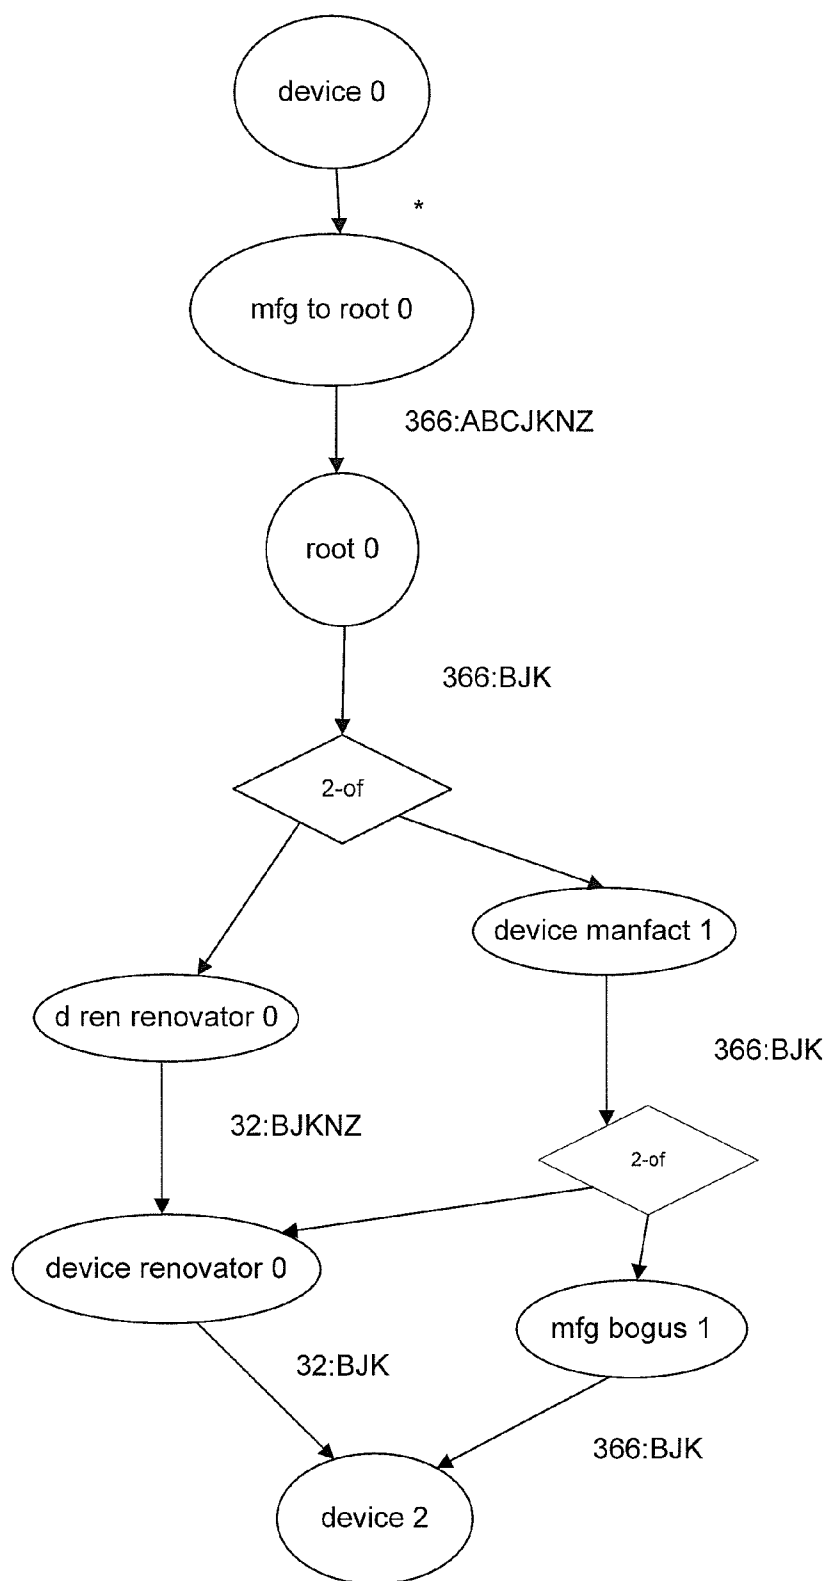 device 0
*
mfg to root 0
366:ABCJKNZ
root 0
366:BJK
2-of
device manfact 1
d ren renovator 0
366:BJK
32:BJKNZ
2-of
device renovator 0
mfg bogus 1
32:BJK
366:BJK
device 2